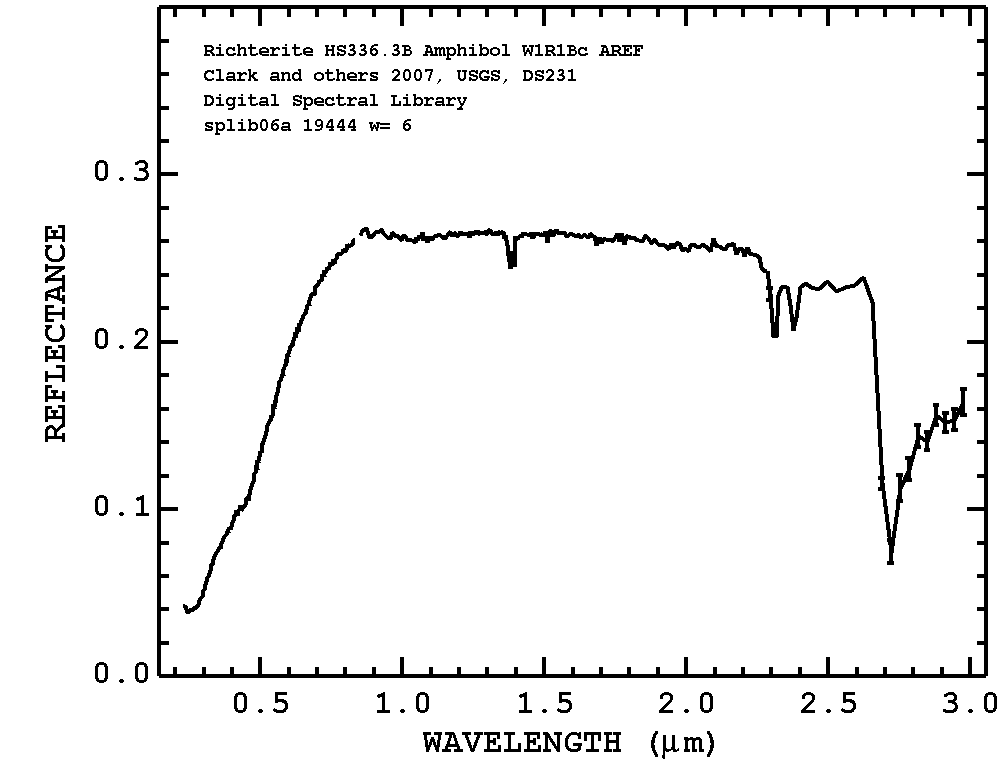 Richterite HS336.3B Amphibol W1R1Bc AREF
Clark and others 2007, USGS, DS231
Digital Spectral Library
splib06a 19444 w= 6
0.3
0.2
0.1
0.0
REFLECTANCE
0.5 1.0 1.5 2.0 2.5 3.0
WAVELENGTH (μm)